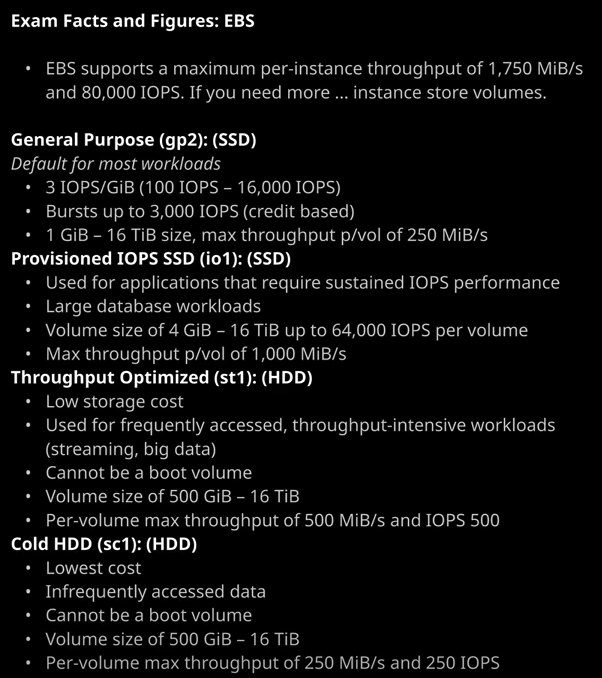 Exam Facts and Figures: EBS
• EBS supports a maximum per-instance throughput of 1,750 MiB/s
and 80,000 IOPS. If you need more ... instance store volumes.
General Purpose (gp2): (SSD)
Default for most workloads
• 3 IOPS/GiB (100 IOPS – 16,000 IOPS)
• Bursts up to 3,000 IOPS (credit based)
• 1 GiB – 16 TiB size, max throughput p/vol of 250 MiB/s
Provisioned IOPS SSD (io1): (SSD)
• Used for applications that require sustained IOPS performance
• Large database workloads
• Volume size of 4 GiB – 16 TiB up to 64,000 IOPS per volume
• Max throughput p/vol of 1,000 MiB/s
Throughput Optimized (st1): (HDD)
• Low storage cost
• Used for frequently accessed, throughput-intensive workloads
(streaming, big data)
• Cannot be a boot volume
• Volume size of 500 GiB – 16 TiB
• Per-volume max throughput of 500 MiB/s and IOPS 500
Cold HDD (sc1): (HDD)
• Lowest cost
• Infrequently accessed data
• Cannot be a boot volume
• Volume size of 500 GiB – 16 TiB
• Per-volume max throughput of 250 MiB/s and 250 IOPS